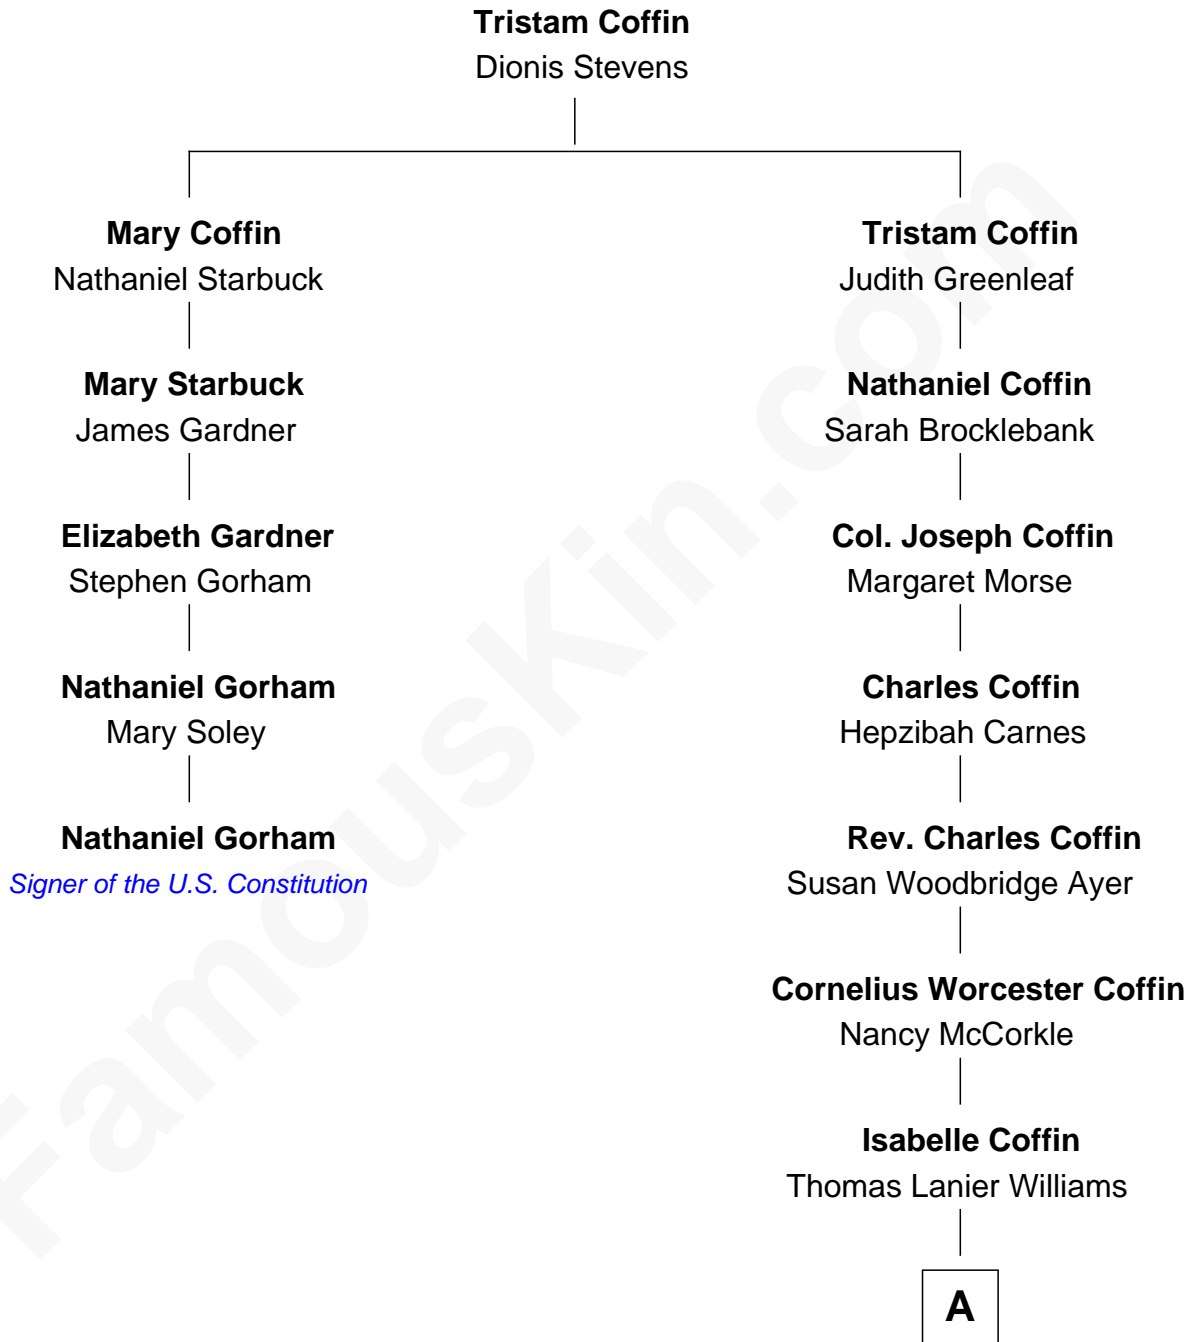 Tristam Coffin
Dionis Stevens
Mary Coffin
Nathaniel Starbuck
Tristam Coffin
Judith Greenleaf
Mary Starbuck
James Gardner
Nathaniel Coffin
Sarah Brocklebank
Elizabeth Gardner
Stephen Gorham
Col. Joseph Coffin
Margaret Morse
Nathaniel Gorham
Mary Soley
Charles Coffin
Hepzibah Carnes
Nathaniel Gorham
Signer of the U.S. Constitution
Rev. Charles Coffin
Susan Woodbridge Ayer
Cornelius Worcester Coffin
Nancy McCorkle
Isabelle Coffin
Thomas Lanier Williams
A
FamousKin.com